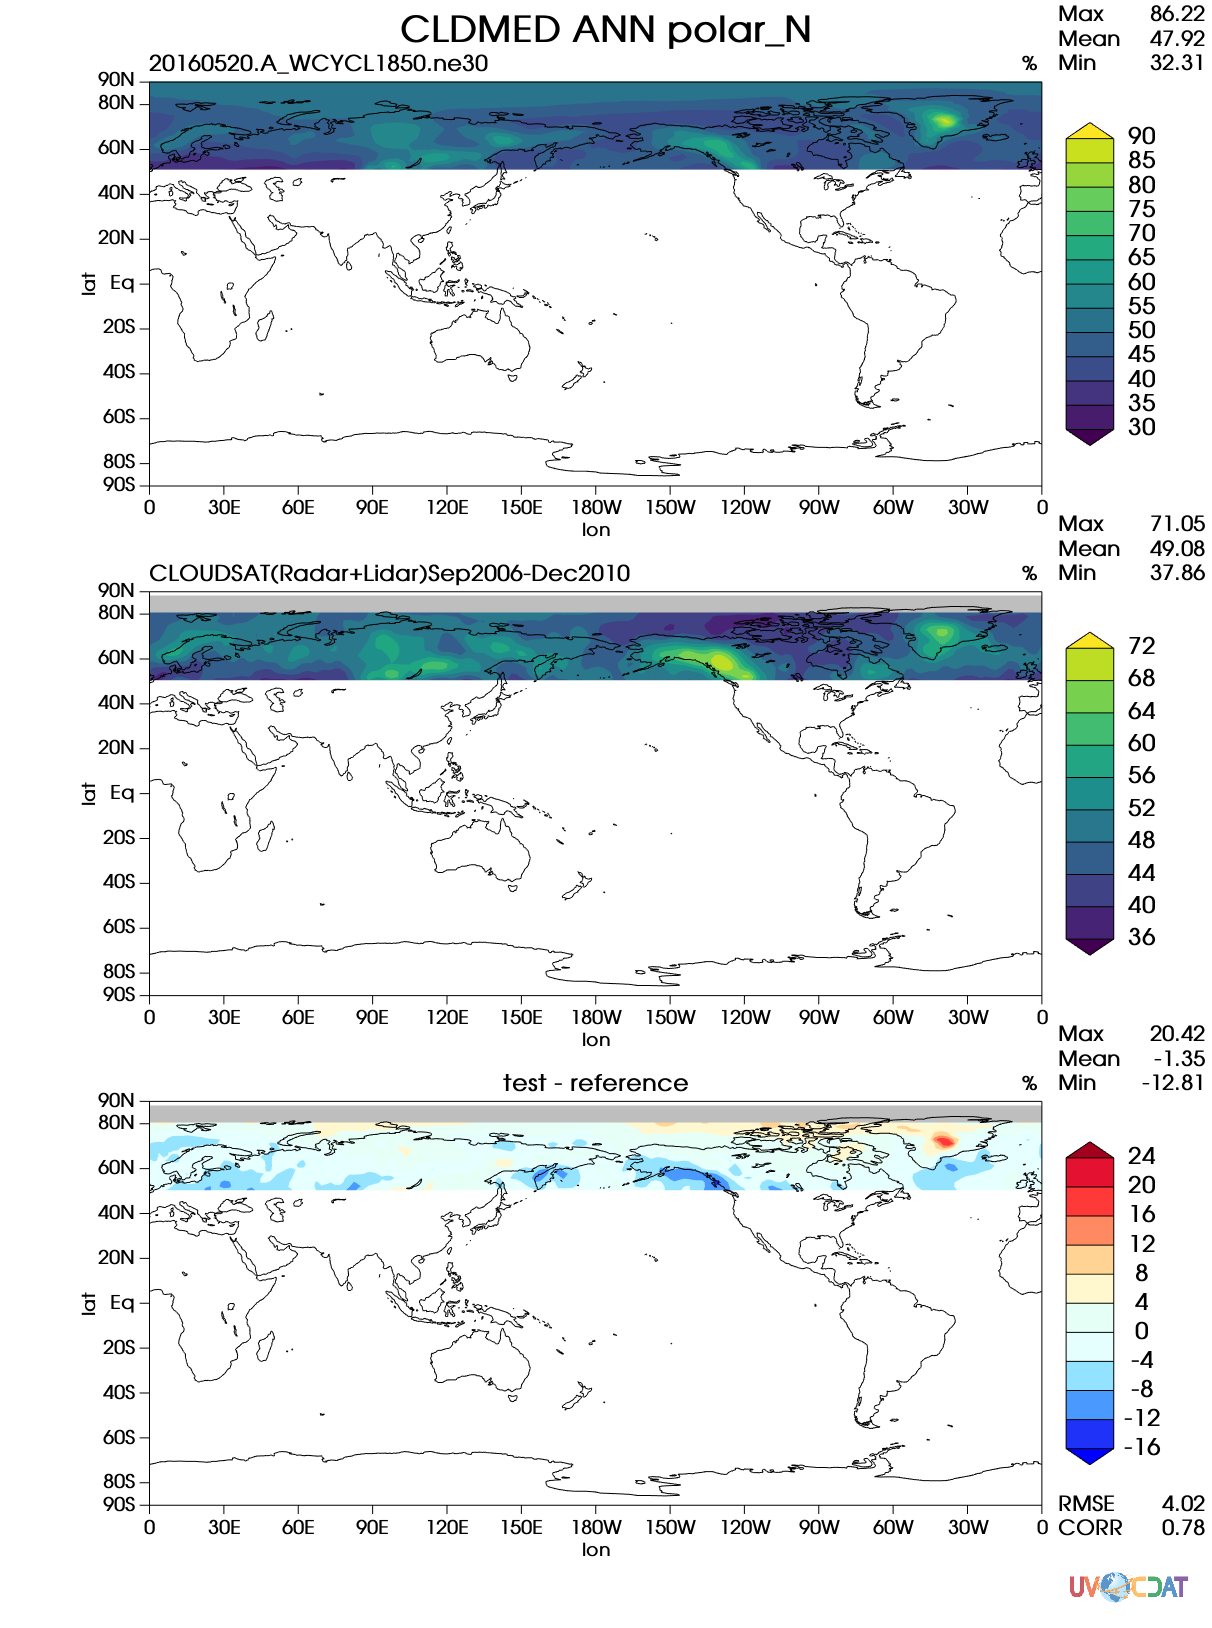 CLDMED ANN polar_N
Max 86.22
Mean 47.92
Min 32.31
20160520.A_WCYCL1850.ne30 %
90N
80N
60N
40N
20N
Eq
20S
40S
60S
80S
90S
lat
0 30E 60E 90E 120E 150E 180W 150W 120W 90W 60W 30W 0
lon
90
85
80
75
70
65
60
55
50
45
40
35
30
Max 71.05
Mean 49.08
Min 37.86
CLOUDSAT(Radar+Lidar)Sep2006-Dec2010 %
90N
80N
60N
40N
20N
Eq
20S
40S
60S
80S
90S
lat
0 30E 60E 90E 120E 150E 180W 150W 120W 90W 60W 30W 0
lon
72
68
64
60
56
52
48
44
40
36
Max 20.42
Mean -1.35
Min -12.81
test - reference %
90N
80N
60N
40N
20N
Eq
20S
40S
60S
80S
90S
lat
0 30E 60E 90E 120E 150E 180W 150W 120W 90W 60W 30W 0
lon
24
20
16
12
8
4
0
-4
-8
-12
-16
RMSE 4.02
CORR 0.78
UV CDAT